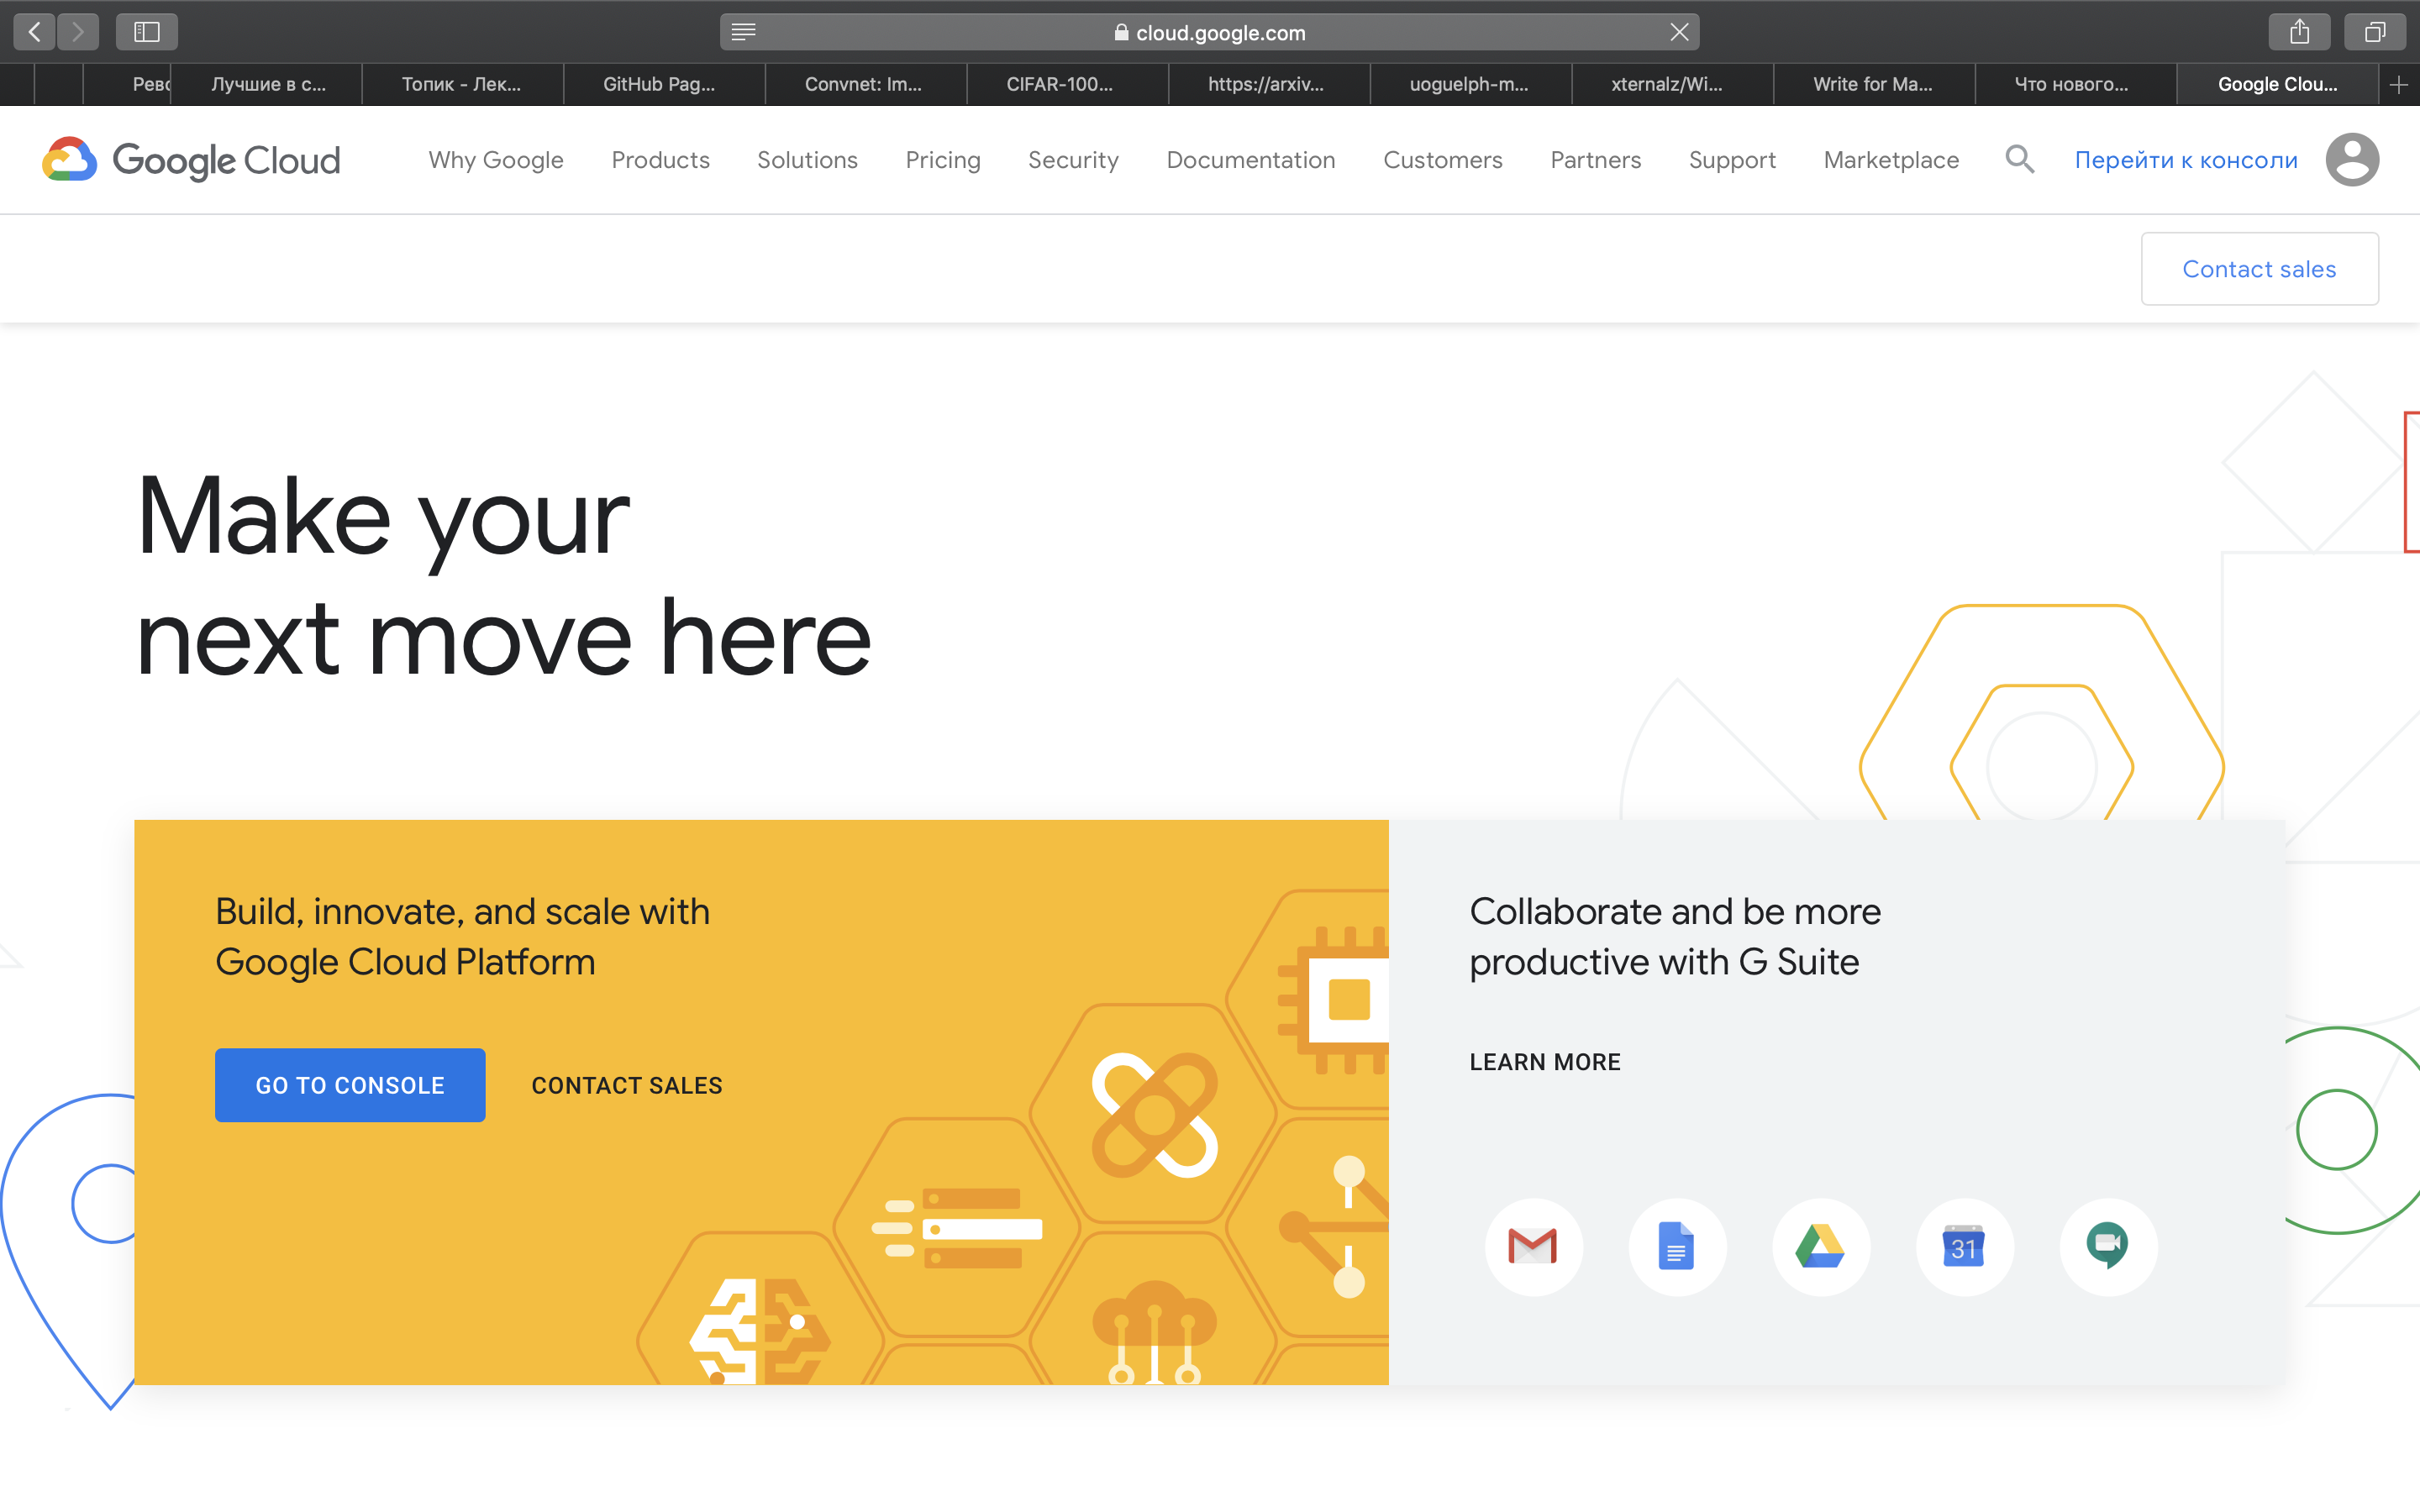 cloud.google.com
Рево
Лучшие в с...
Топик - Лек...
GitHub Pag...
Convnet: Im...
CIFAR-100...
https://arxiv...
uoguelph-m...
xternalz/Wi...
Write for Ma...
Что нового...
Google Clou...
Google Cloud
Why Google
Products
Solutions
Pricing
Security
Documentation
Customers
Partners
Support
Marketplace
Перейти к консоли
Contact sales
Make your
next move here
Build, innovate, and scale with
Google Cloud Platform
GO TO CONSOLE
CONTACT SALES
Collaborate and be more
productive with G Suite
LEARN MORE
31